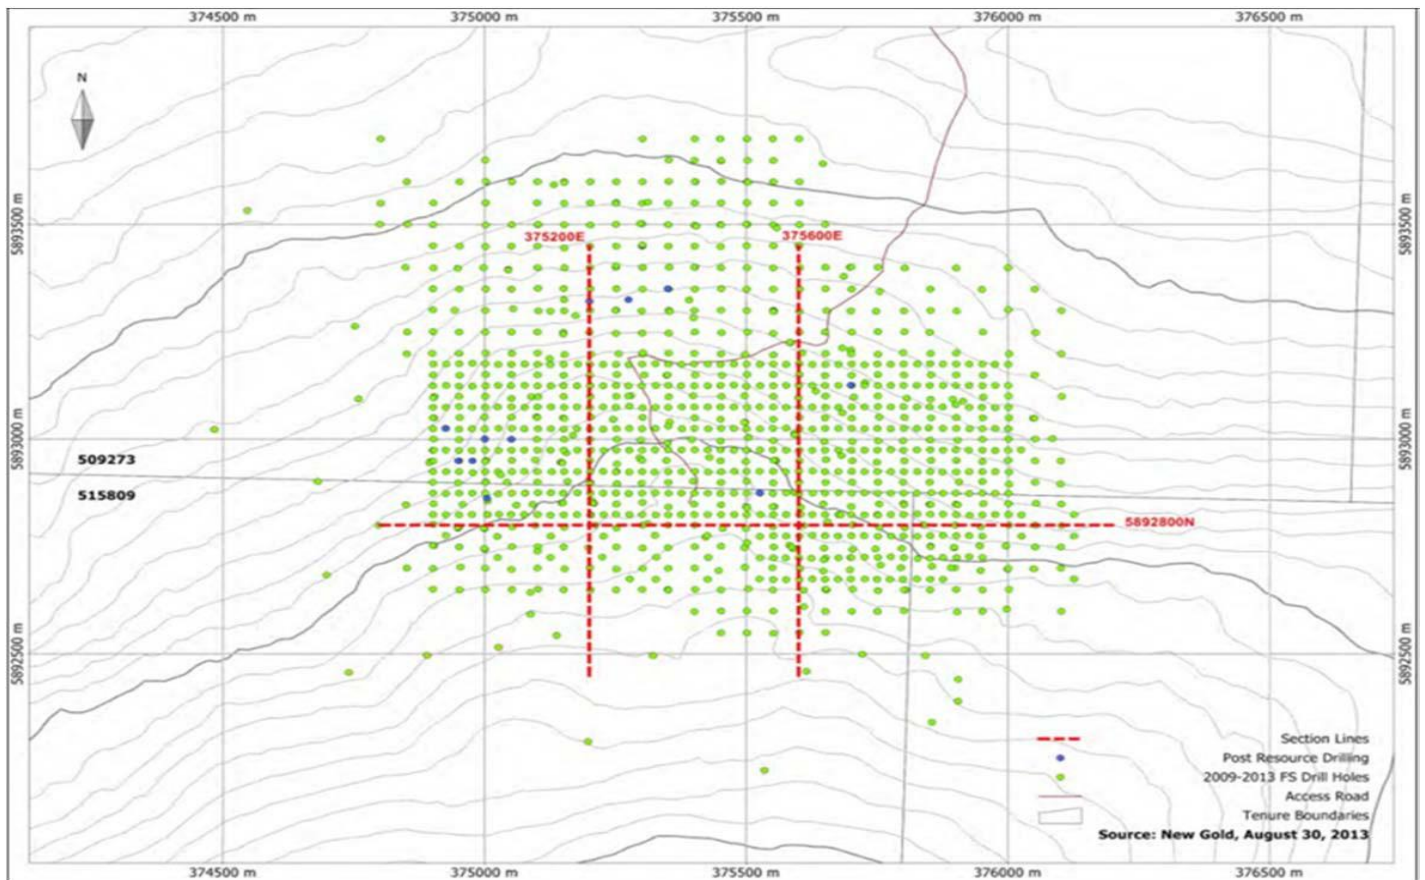 374500 m
375000 m
375500 m
376000 m
376500 m
N
5893500 m
5893500 m
375200E
375600E
5893000 m
5893000 m
509273
515809
5892800N
5892500 m
5892500 m
Section Lines
Post Resource Drilling
2009-2013 FS Drill Holes
Access Road
Tenure Boundaries
Source: New Gold, August 30, 2013
374500 m
375000 m
375500 m
376000 m
376500 m